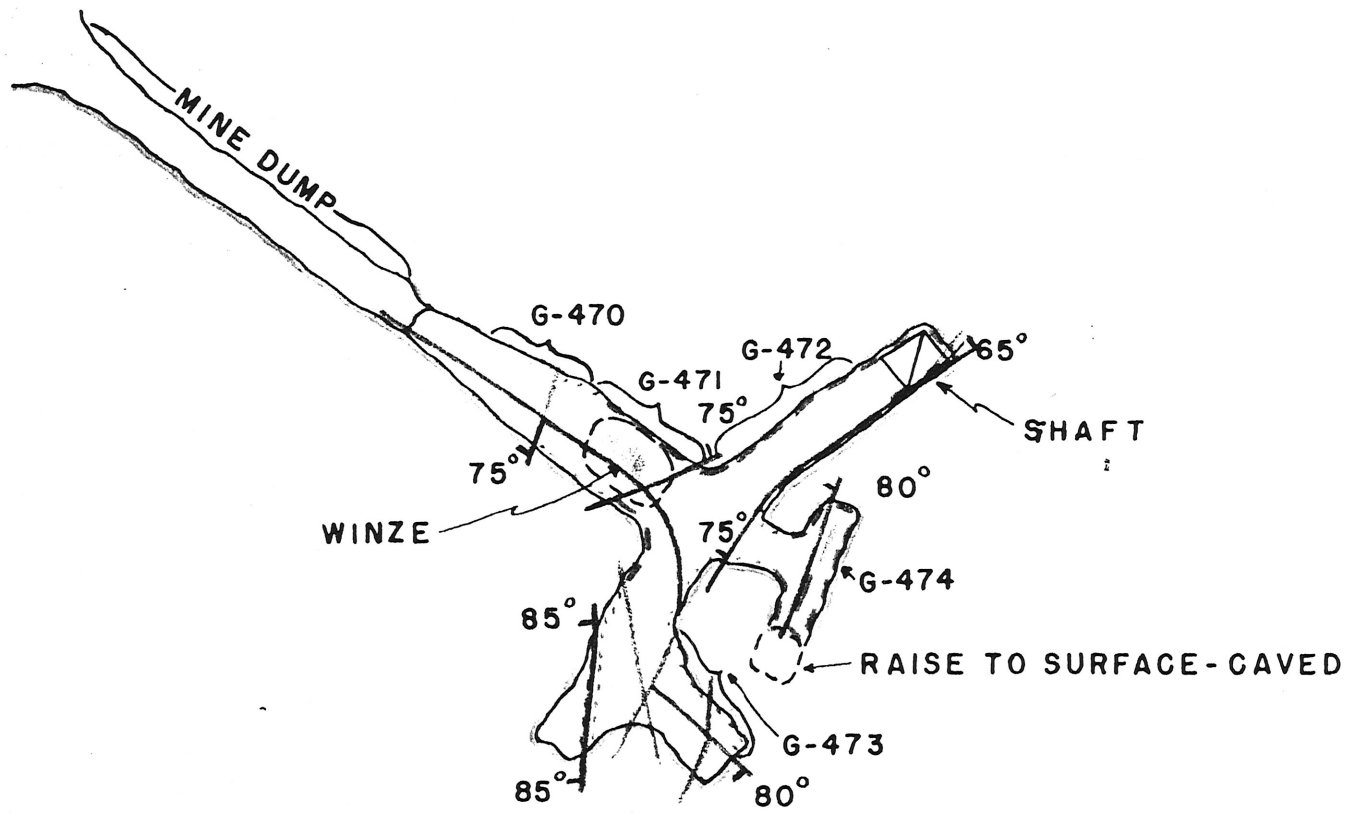 MINE DUMP
G-470
G-472
65°
G-471
75°
SHAFT
75°
80°
WINZE
75°
G-474
85°
RAISE TO SURFACE-CAVED
G-473
85°
80°